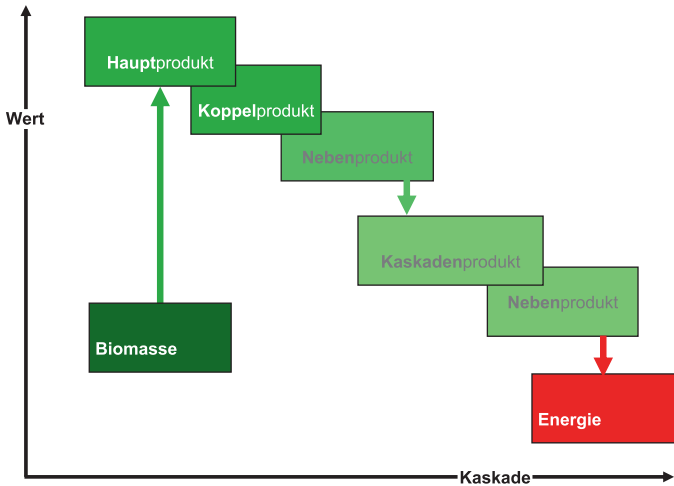 Hauptprodukt
Wert
Koppelprodukt
Nebenprodukt
Kaskadenprodukt
Nebenprodukt
Biomasse
Energie
Kaskade